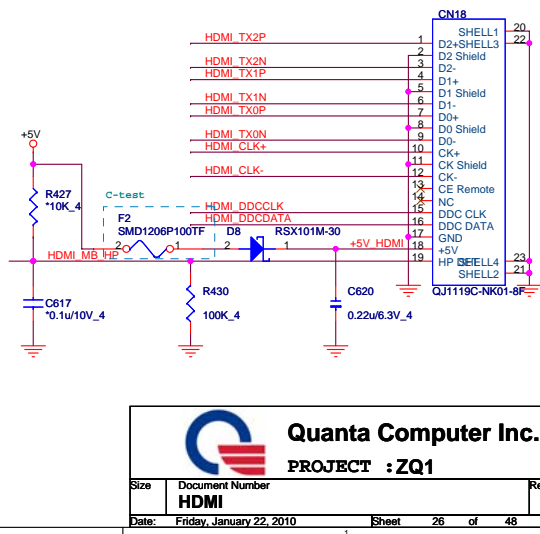 CN18
SHELL1 20
HDMI_TX2P 1 D2+ SHELL3 22
2 D2 Shield
HDMI_TX2N 3 D2-
HDMI_TX1P 4 D1+
5 D1 Shield
HDMI_TX1N 6 D1-
HDMI_TX0P 7 D0+
8 D0 Shield
HDMI_TX0N 9 D0-
HDMI_CLK+ 10 CK+
11 CK Shield
HDMI_CLK- 12 CK-
13 CE Remote
14 NC
HDMI_DDCCLK 15 DDC CLK
HDMI_DDCDATA 16 DDC DATA
17 GND
+5V_HDMI 18 +5V
HDMI_MB_HP 19 HP DET SHELL4 23
SHELL2 21
QJ1119C-NK01-8F
+5V
R427
*10K_4
C-test
F2
SMD1206P100TF
2 1
D8 RSX101M-30
2 1
C617
*0.1u/10V_4
R430
100K_4
C620
0.22u/6.3V_4
Quanta Computer Inc.
PROJECT : ZQ1
Size Document Number
HDMI
Date: Friday, January 22, 2010 Sheet 26 of 48
1